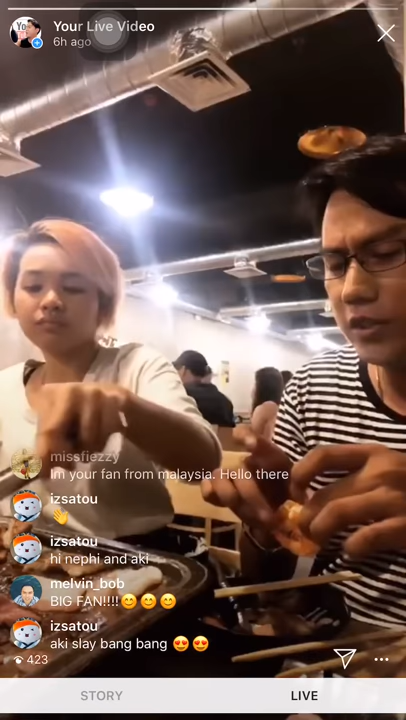 Your Live Video
6h ago
missfiezzy
Im your fan from malaysia. Hello there
izsatou
👋
izsatou
hi nephi and aki
melvin_bob
BIG FAN!!!!😊😊😊
izsatou
aki slay bang bang 😍😍
423
STORY
LIVE